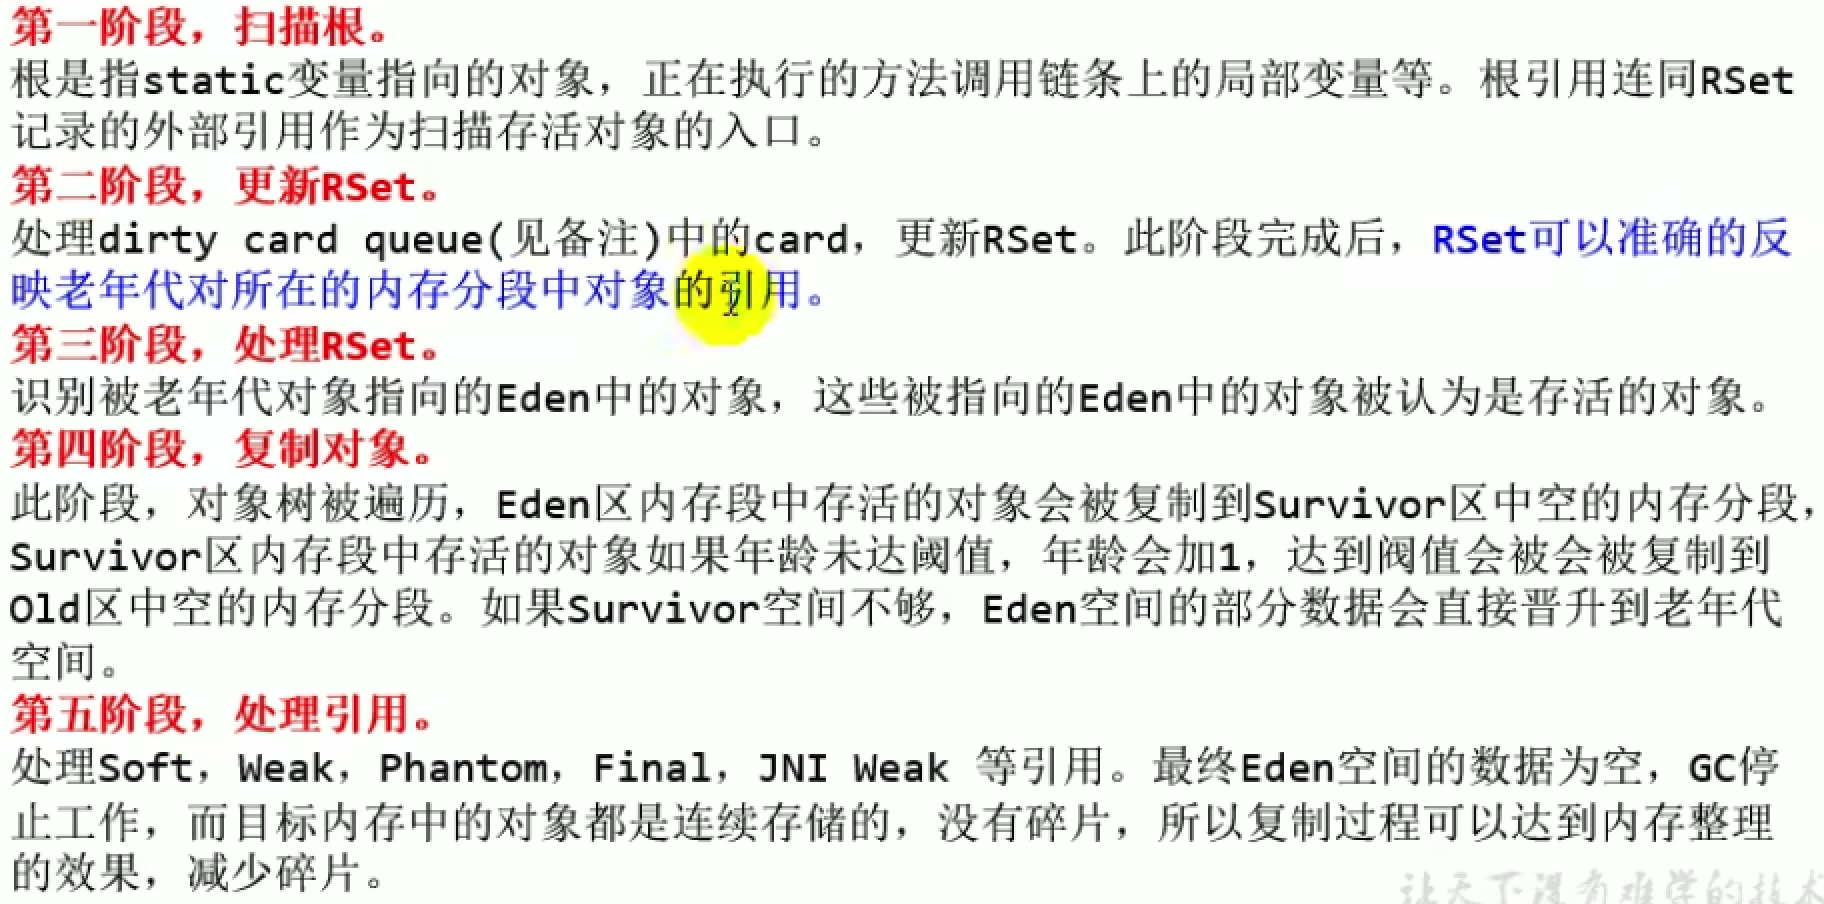 第一阶段，扫描根。
根是指static变量指向的对象，正在执行的方法调用链条上的局部变量等。根引用连同RSet
记录的外部引用作为扫描存活对象的入口。
第二阶段，更新RSet。
处理dirty card queue(见备注)中的card，更新RSet。此阶段完成后，RSet可以准确的反
映老年代对所在的内存分段中对象的引用。
第三阶段，处理RSet。
识别被老年代对象指向的Eden中的对象，这些被指向的Eden中的对象被认为是存活的对象。
第四阶段，复制对象。
此阶段，对象树被遍历，Eden区内存段中存活的对象会被复制到Survivor区中空的内存分段，
Survivor区内存段中存活的对象如果年龄未达阈值，年龄会加1，达到阀值会被会被复制到
Old区中空的内存分段。如果Survivor空间不够，Eden空间的部分数据会直接晋升到老年代
空间。
第五阶段，处理引用。
处理Soft，Weak，Phantom，Final，JNI Weak 等引用。最终Eden空间的数据为空，GC停
止工作，而目标内存中的对象都是连续存储的，没有碎片，所以复制过程可以达到内存整理
的效果，减少碎片。
让天下没有难学的技术